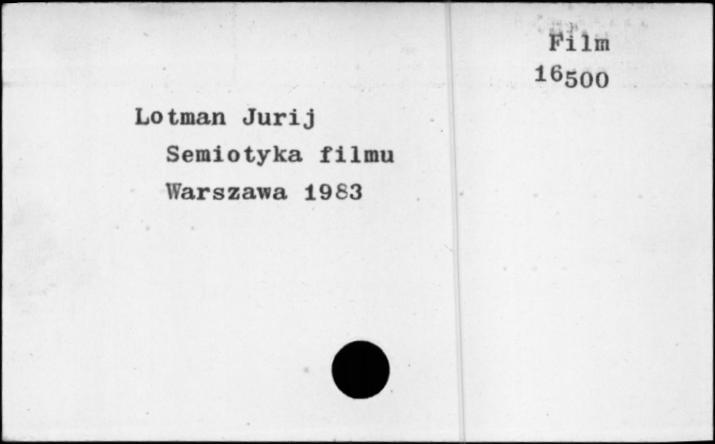 Film
16500
Lotman Jurij
Semiotyka filmu
Warszawa 1983